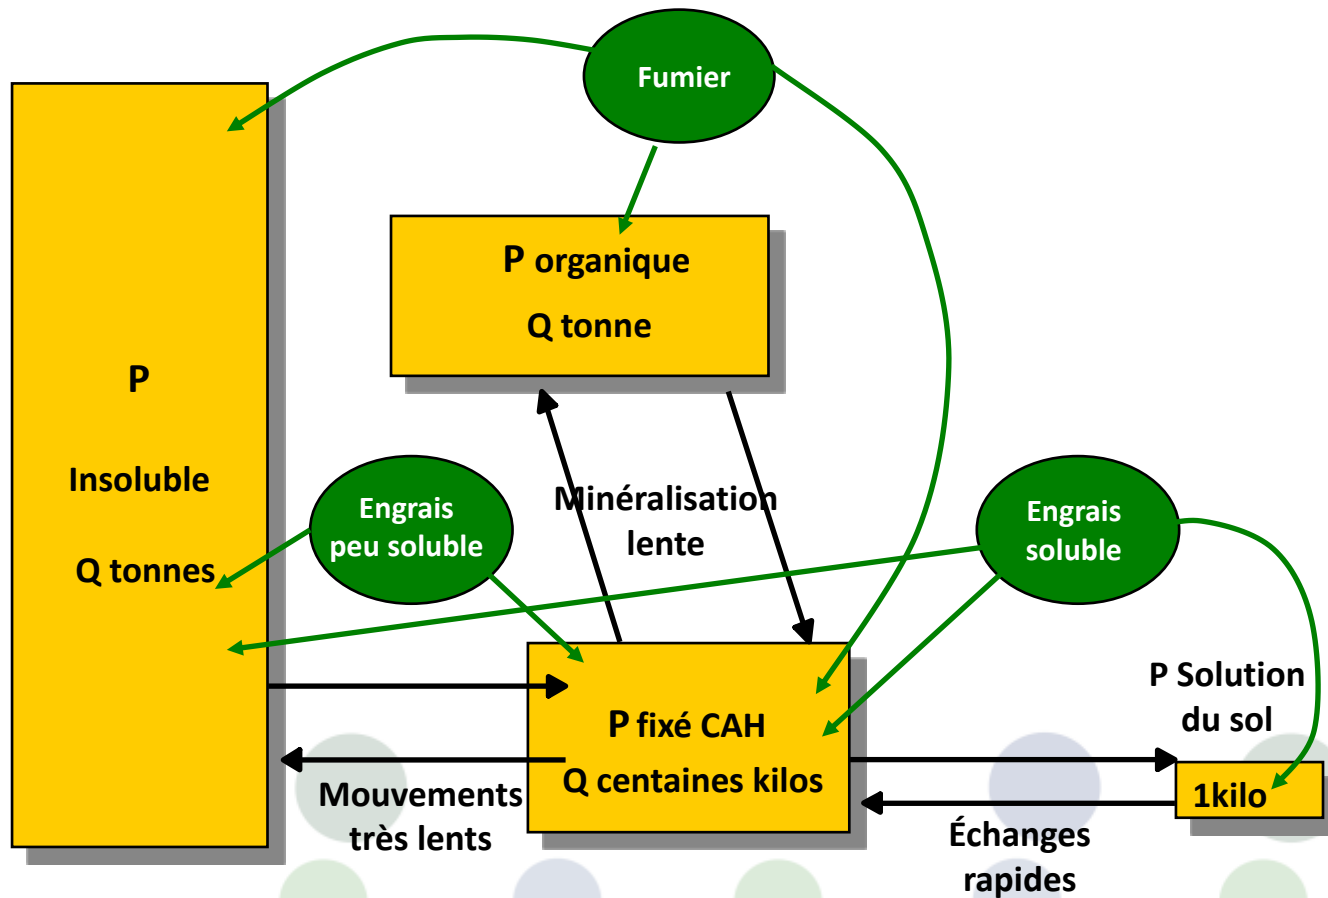 Fumier
P organique
Q tonne
P
Insoluble
Q tonnes
Engrais
peu soluble
Minéralisation
lente
Engrais
soluble
P fixé CAH
Q centaines kilos
P Solution
du sol
1kilo
Mouvements
très lents
Échanges
rapides